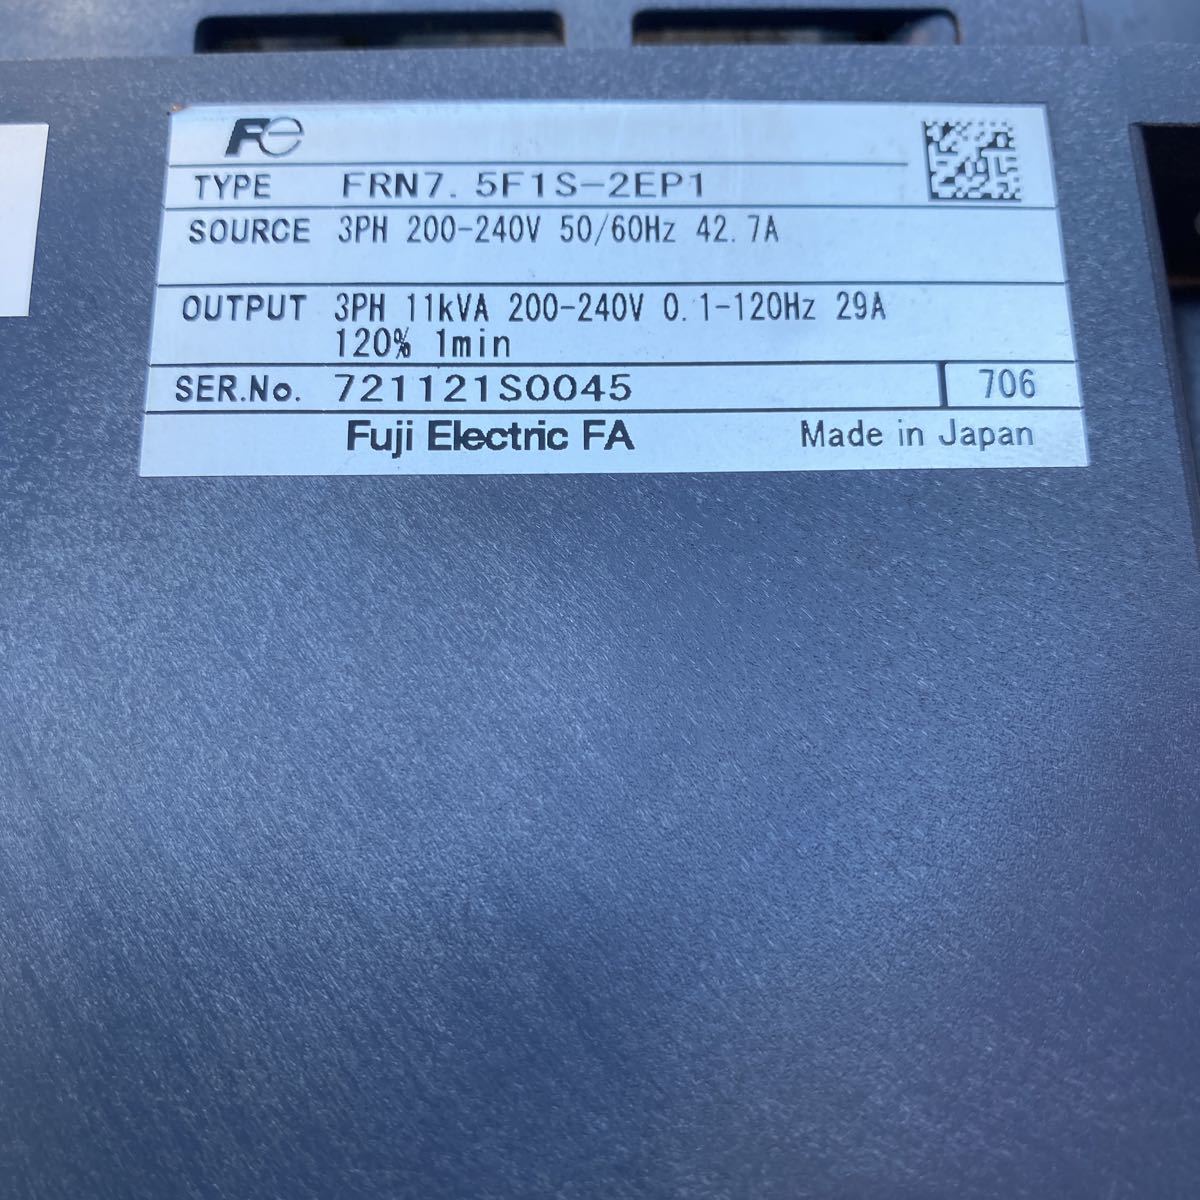 Fe
TYPE FRN7.5F1S-2EP1
SOURCE 3PH 200-240V 50/60Hz 42.7A
OUTPUT 3PH 11kVA 200-240V 0.1-120Hz 29A
120% 1min
SER.No. 721121S0045 706
Fuji Electric FA Made in Japan